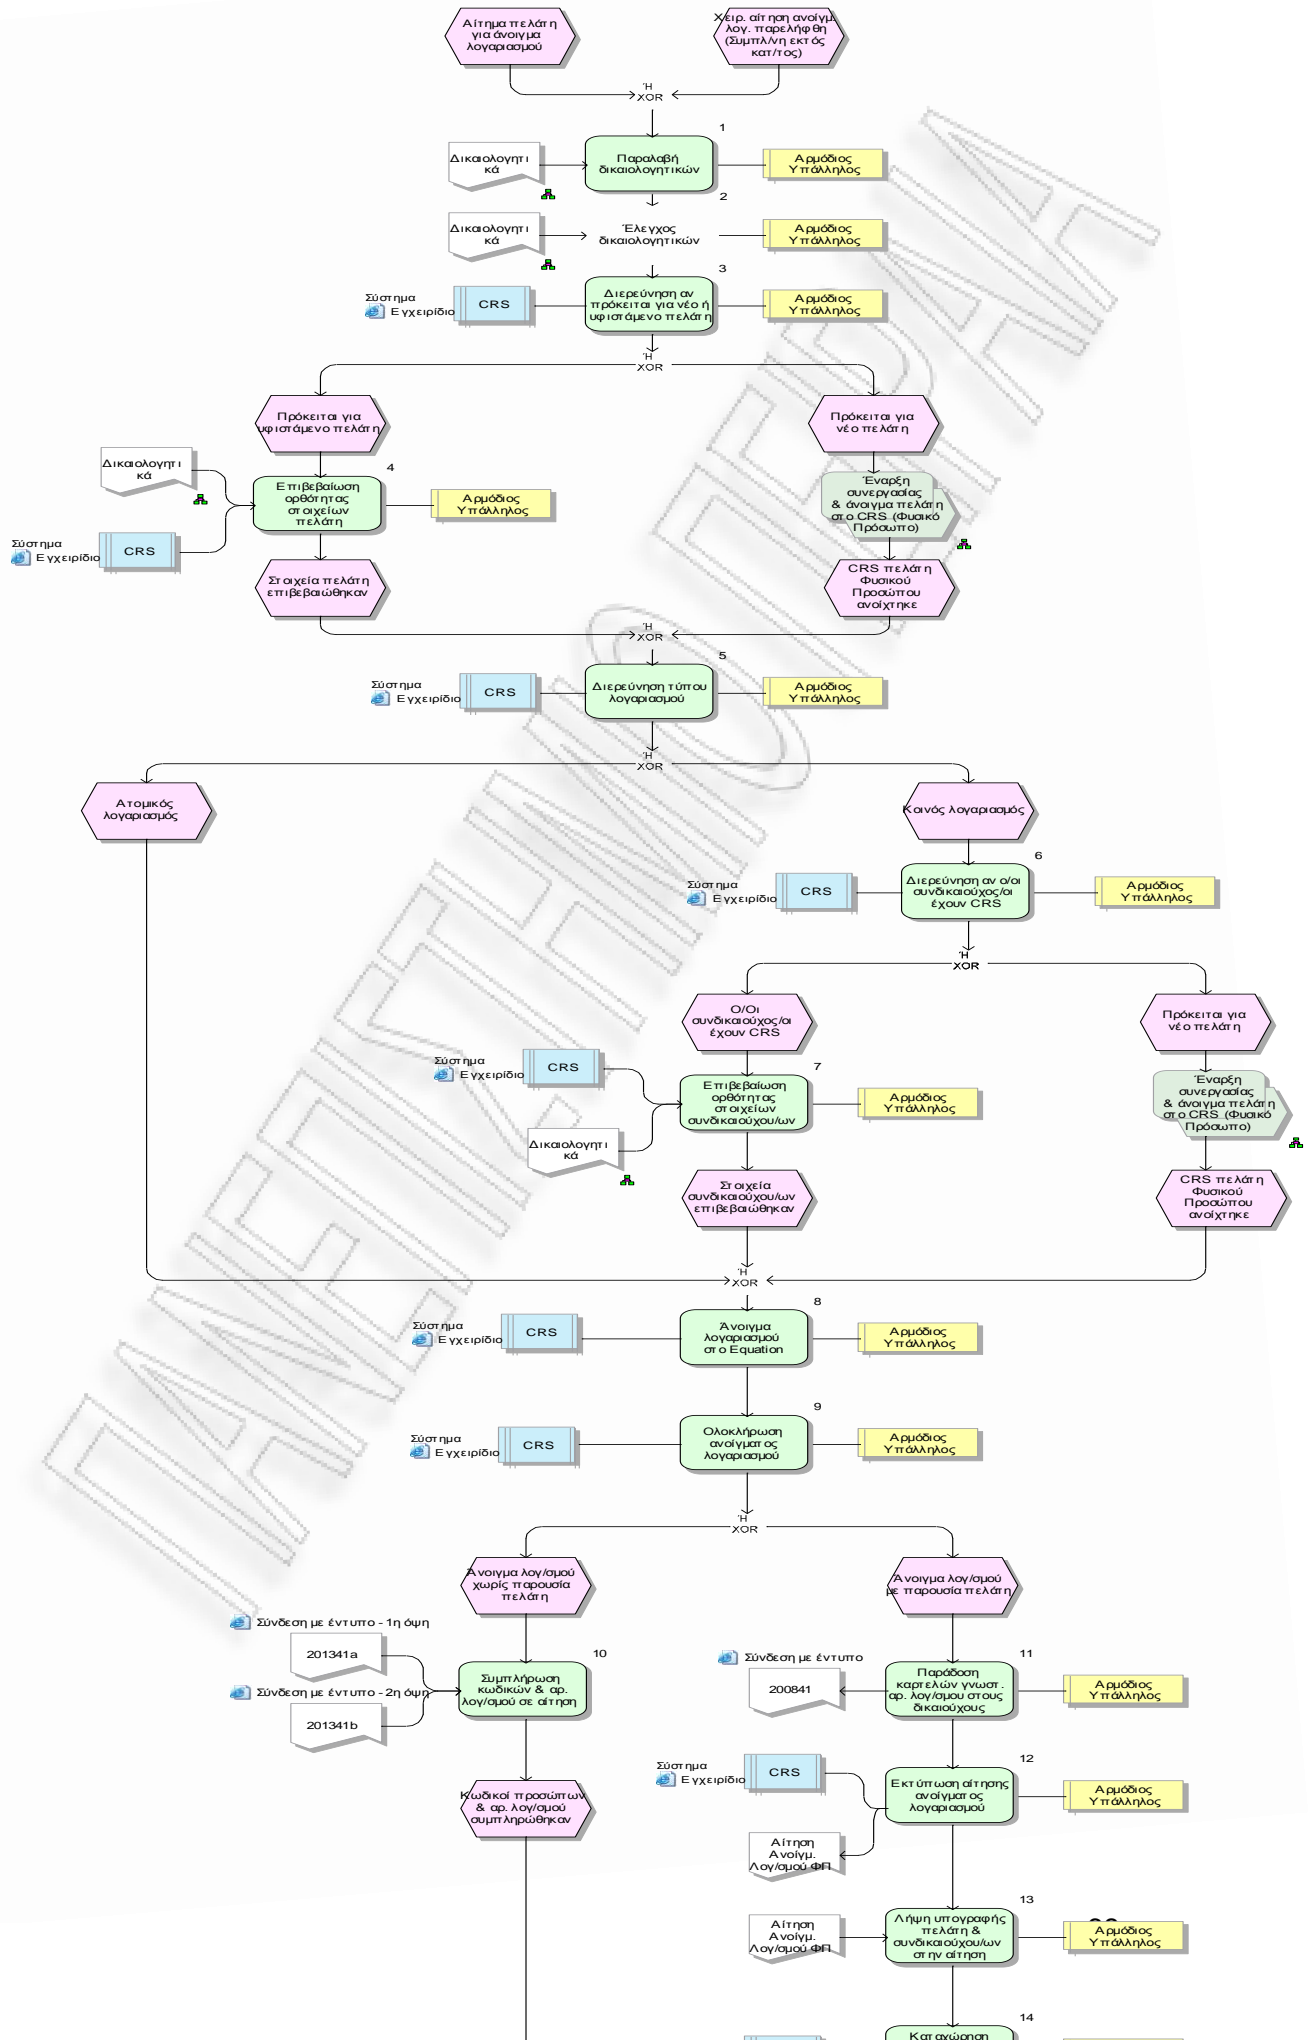 Αίτημα πελάτη
για άνοιγμα
λογαριασμού
Χειρ. αίτηση ανοίγμ.
λογ. παρελήφθη
(Συμπλ/νη εκτός
κατ/τος)
Ή
XOR
1
Δικαιολογητι
κά
Παραλαβή
δικαιολογητικών
Αρμόδιος
Υπάλληλος
2
Δικαιολογητι
κά
Έλεγχος
δικαιολογητικών
Αρμόδιος
Υπάλληλος
3
Σύστημα
Εγχειρίδιο
CRS
Διερεύνηση αν
πρόκειται για νέο ή
υφιστάμενο πελάτη
Αρμόδιος
Υπάλληλος
Ή
XOR
Πρόκειται για
υφιστάμενο πελάτη
Πρόκειται για
νέο πελάτη
4
Δικαιολογητι
κά
Σύστημα
Εγχειρίδιο
CRS
Επιβεβαίωση
ορθότητας
στοιχείων
πελάτη
Αρμόδιος
Υπάλληλος
Έναρξη
συνεργασίας
& άνοιγμα πελάτη
στο CRS (Φυσικό
Πρόσωπο)
Στοιχεία πελάτη
επιβεβαιώθηκαν
CRS πελάτη
Φυσικού
Προσώπου
ανοίχτηκε
Ή
XOR
5
Σύστημα
Εγχειρίδιο
CRS
Διερεύνηση τύπου
λογαριασμού
Αρμόδιος
Υπάλληλος
Ή
XOR
Ατομικός
λογαριασμός
Κοινός λογαριασμός
6
Σύστημα
Εγχειρίδιο
CRS
Διερεύνηση αν ο/οι
συνδικαιούχος/οι
έχουν CRS
Αρμόδιος
Υπάλληλος
Ή
XOR
Ο/Οι
συνδικαιούχος/οι
έχουν CRS
Πρόκειται για
νέο πελάτη
7
Σύστημα
Εγχειρίδιο
CRS
Δικαιολογητι
κά
Επιβεβαίωση
ορθότητας
στοιχείων
συνδικαιούχου/ων
Αρμόδιος
Υπάλληλος
Έναρξη
συνεργασίας
& άνοιγμα πελάτη
στο CRS (Φυσικό
Πρόσωπο)
Στοιχεία
συνδικαιούχου/ων
επιβεβαιώθηκαν
CRS πελάτη
Φυσικού
Προσώπου
ανοίχτηκε
Ή
XOR
8
Σύστημα
Εγχειρίδιο
CRS
Άνοιγμα
λογαριασμού
στο Equation
Αρμόδιος
Υπάλληλος
9
Σύστημα
Εγχειρίδιο
CRS
Ολοκλήρωση
ανοίγματος
λογαριασμού
Αρμόδιος
Υπάλληλος
Ή
XOR
Άνοιγμα λογ/σμού
χωρίς παρουσία
πελάτη
Άνοιγμα λογ/σμού
με παρουσία πελάτη
Σύνδεση με έντυπο - 1η όψη
201341a
Σύνδεση με έντυπο - 2η όψη
201341b
10
Συμπλήρωση
κωδικών & αρ.
λογ/σμού σε αίτηση
11
Σύνδεση με έντυπο
200841
Παράδοση
καρτελών γνωστ.
αρ. λογ/σμου στους
δικαιούχους
Αρμόδιος
Υπάλληλος
12
Σύστημα
Εγχειρίδιο
CRS
Αίτηση
Ανοίγμ.
Λογ/σμού ΦΠ
Εκτύπωση αίτησης
ανοίγματος
λογαριασμού
Αρμόδιος
Υπάλληλος
Κωδικοί προσώπων
& αρ. λογ/σμού
συμπληρώθηκαν
13
Αίτηση
Ανοίγμ.
Λογ/σμού ΦΠ
Λήψη υπογραφής
πελάτη &
συνδικαιούχου/ων
στην αίτηση
Αρμόδιος
Υπάλληλος
14
Καταχώρηση
ΠΑΝΕΠΙΣΤΗΜΙΟ ΠΕΙΡΑΙΑ